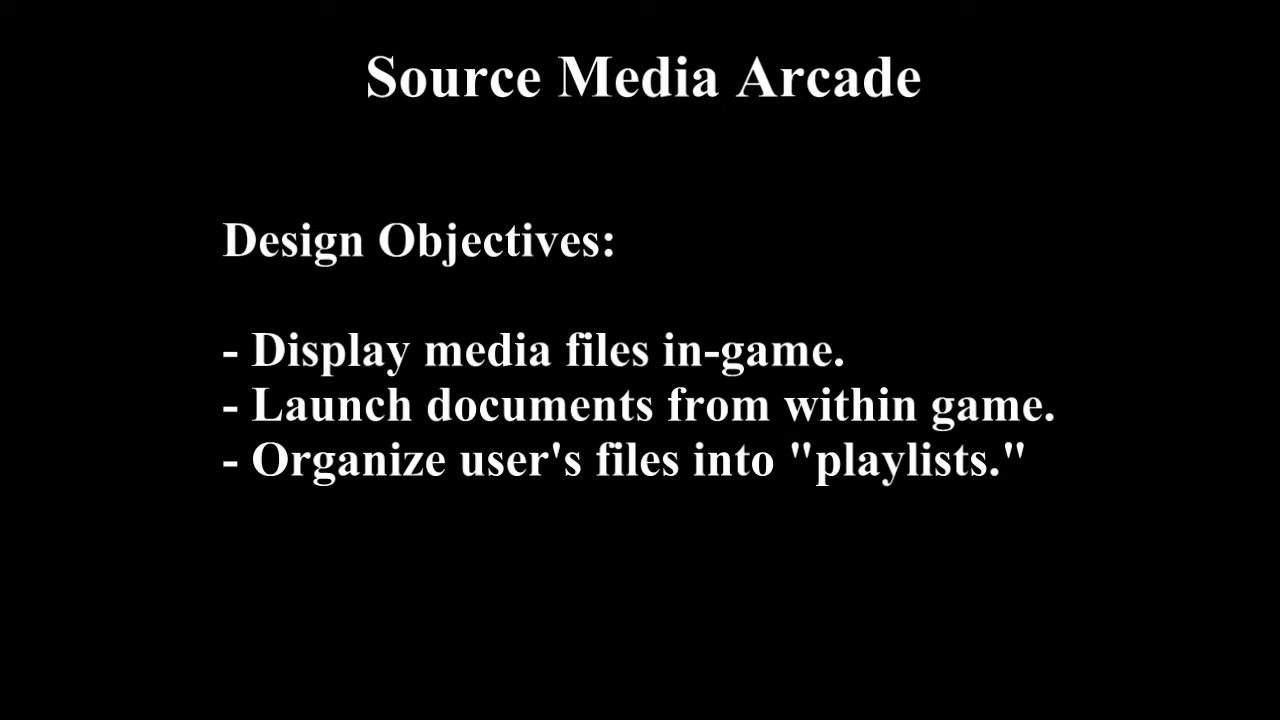 Source Media Arcade
Design Objectives:
- Display media files in-game.
- Launch documents from within game.
- Organize user's files into "playlists."